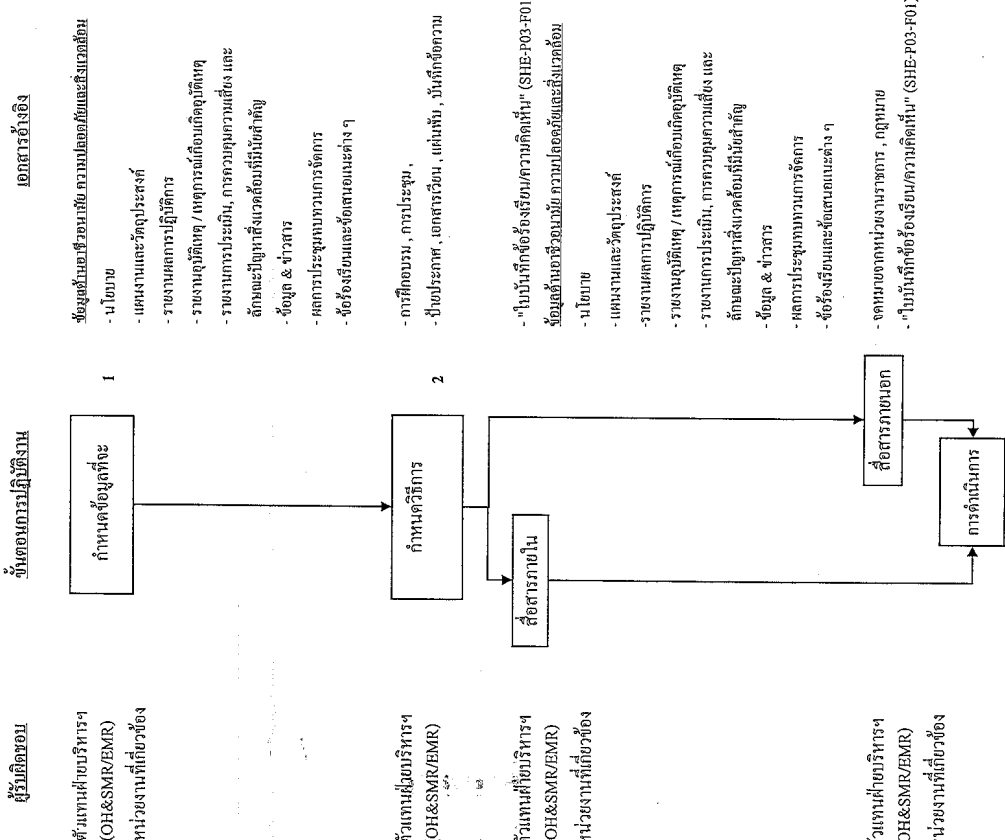 ผู้รับผิดชอบ
ขั้นตอนการปฏิบัติงาน
เอกสารอ้างอิง
ตัวแทนฝ่ายบริหารฯ
(OH&SMR/EMR)
หน่วยงานที่เกี่ยวข้อง
กำหนดข้อมูลที่จะ
1
ข้อมูลด้านอาชีวอนามัย ความปลอดภัยและสิ่งแวดล้อม
- นโยบาย
- แผนงานและวัตถุประสงค์
- รายงานผลการปฏิบัติการ
- รายงานอุบัติเหตุ / เหตุการณ์เกือบเกิดอุบัติเหตุ
- รายงานการประเมิน, การควบคุมความเสี่ยง และ
ลักษณะปัญหาสิ่งแวดล้อมที่มีนัยสำคัญ
- ข้อมูล & ข่าวสาร
- ผลการประชุมทบทวนการจัดการ
- ข้อร้องเรียนและข้อเสนอแนะต่าง ๆ
ตัวแทนฝ่ายบริหารฯ
(OH&SMR/EMR)
กำหนดวิธีการ
2
- การฝึกอบรม , การประชุม ,
- ป้ายประกาศ , เอกสารเวียน , แผ่นพับ , บันทึกข้อความ
ตัวแทนฝ่ายบริหารฯ
(OH&SMR/EMR)
หน่วยงานที่เกี่ยวข้อง
สื่อสารภายใน
- "ใบบันทึกข้อร้องเรียน/ความคิดเห็น" (SHE-P03-F01
ข้อมูลด้านอาชีวอนามัย ความปลอดภัยและสิ่งแวดล้อม
- นโยบาย
- แผนงานและวัตถุประสงค์
-รายงานผลการปฏิบัติการ
- รายงานอุบัติเหตุ / เหตุการณ์เกือบเกิดอุบัติเหตุ
- รายงานการประเมิน, การควบคุมความเสี่ยง และ
ลักษณะปัญหาสิ่งแวดล้อมที่มีนัยสำคัญ
- ข้อมูล & ข่าวสาร
- ผลการประชุมทบทวนการจัดการ
- ข้อร้องเรียนและข้อเสนอแนะต่าง ๆ
ตัวแทนฝ่ายบริหารฯ
(OH&SMR/EMR)
หน่วยงานที่เกี่ยวข้อง
สื่อสารภายนอก
- จดหมายจากหน่วยงานราชการ , กฎหมาย
- "ใบบันทึกข้อร้องเรียน/ความคิดเห็น" (SHE-P03-F01)
การดำเนินการ